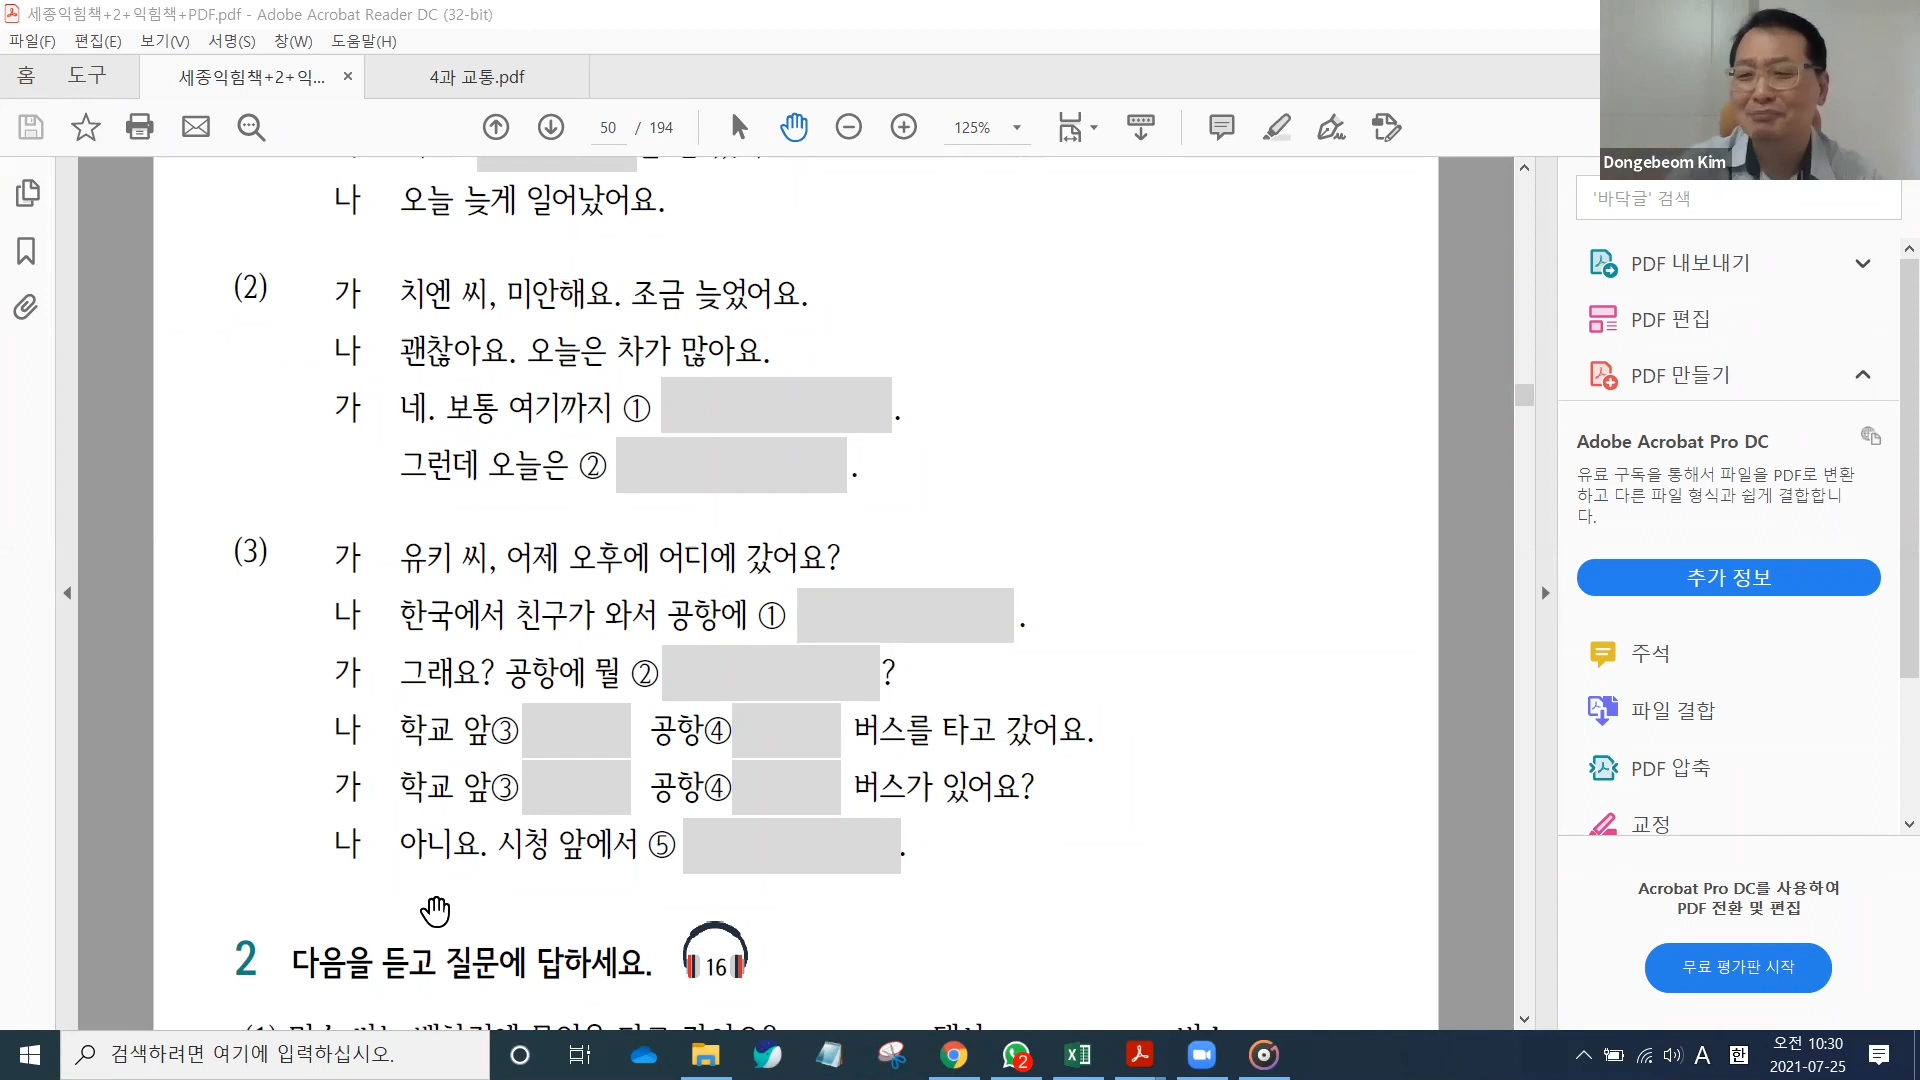 세종익힘책+2+익힘책+PDF.pdf - Adobe Acrobat Reader DC (32-bit)
파일(F) 편집(E) 보기(V) 서명(S) 창(W) 도움말(H)
홈 도구 세종익힘책+2+익... × 4과 교통.pdf
50 / 194 125%
Dongebeom Kim
'바닥글' 검색
나 오늘 늦게 일어났어요.
(2) 가 치엔 씨, 미안해요. 조금 늦었어요.
나 괜찮아요. 오늘은 차가 많아요.
가 네. 보통 여기까지 ① .
그런데 오늘은 ② .
(3) 가 유키 씨, 어제 오후에 어디에 갔어요?
나 한국에서 친구가 와서 공항에 ① .
가 그래요? 공항에 뭘 ② ?
나 학교 앞③ 공항④ 버스를 타고 갔어요.
가 학교 앞③ 공항④ 버스가 있어요?
나 아니요. 시청 앞에서 ⑤ .
2 다음을 듣고 질문에 답하세요. 16
PDF 내보내기
PDF 편집
PDF 만들기
Adobe Acrobat Pro DC
유료 구독을 통해서 파일을 PDF로 변환
하고 다른 파일 형식과 쉽게 결합합니
다.
추가 정보
주석
파일 결합
PDF 압축
교정
Acrobat Pro DC를 사용하여
PDF 전환 및 편집
무료 평가판 시작
검색하려면 여기에 입력하십시오.
2
A 한 오전 10:30
2021-07-25